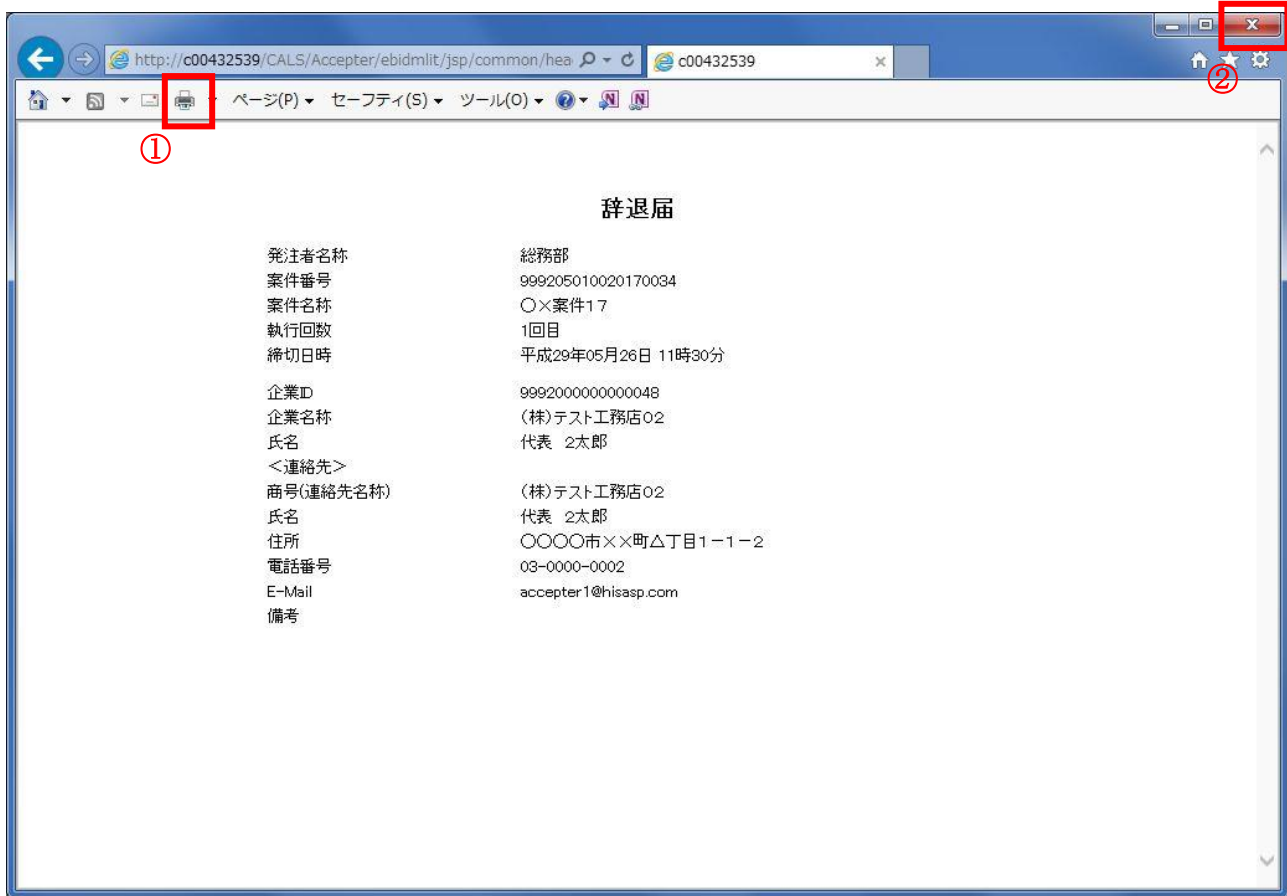 ②
http://c00432539/CALS/Accepter/ebidmlit/jsp/common/hea
c00432539
ページ(P) セーフティ(S) ツール(O)
①
辞退届
発注者名称 総務部
案件番号 999205010020170034
案件名称 ○×案件17
執行回数 1回目
締切日時 平成29年05月26日 11時30分
企業ID 9992000000000048
企業名称 (株)テスト工務店02
氏名 代表 2太郎
<連絡先>
商号(連絡先名称) (株)テスト工務店02
氏名 代表 2太郎
住所 ○○○○市××町△丁目1-1-2
電話番号 03-0000-0002
E-Mail accepter1@hisasp.com
備考